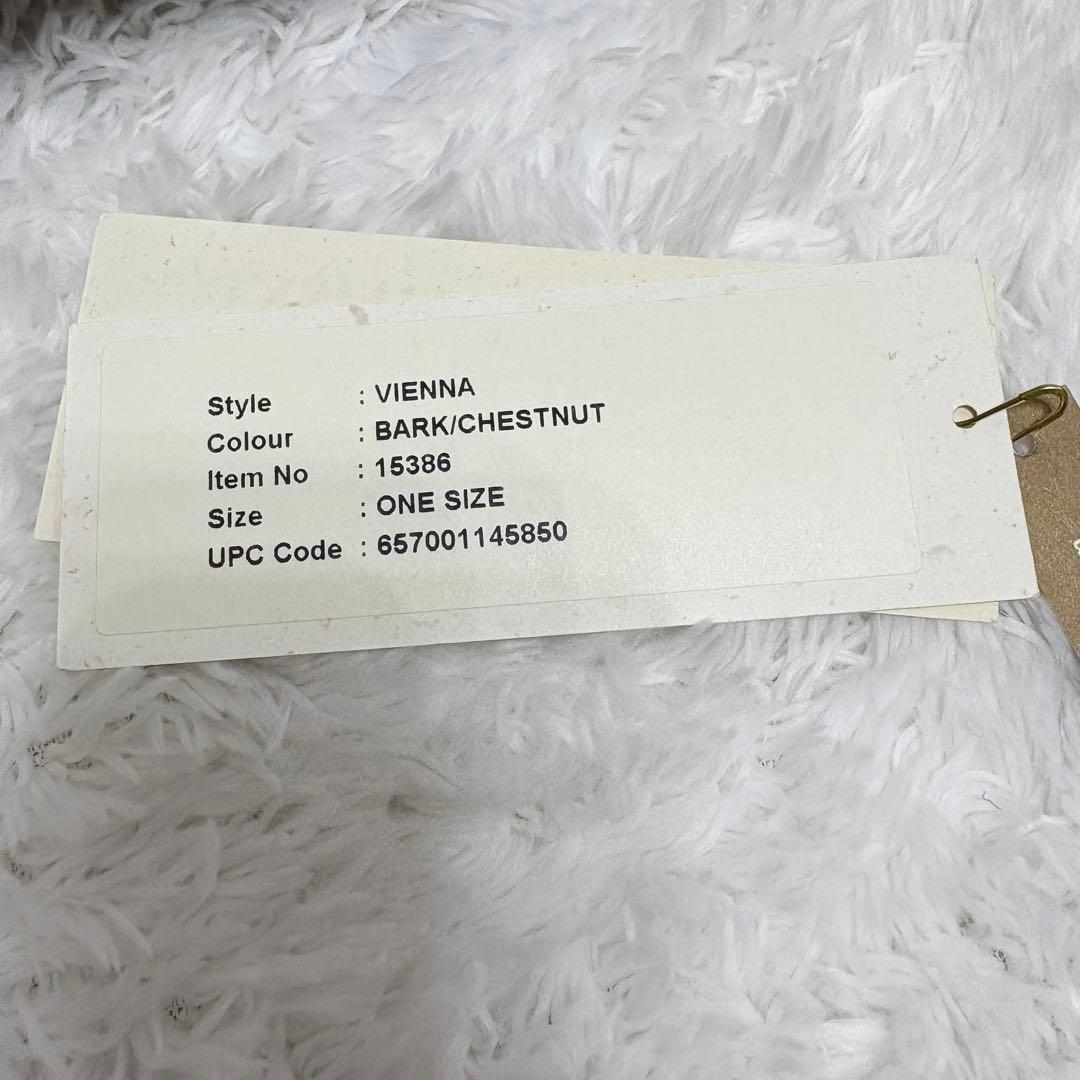 Style : VIENNA
Colour : BARK/CHESTNUT
Item No : 15386
Size : ONE SIZE
UPC Code : 657001145850